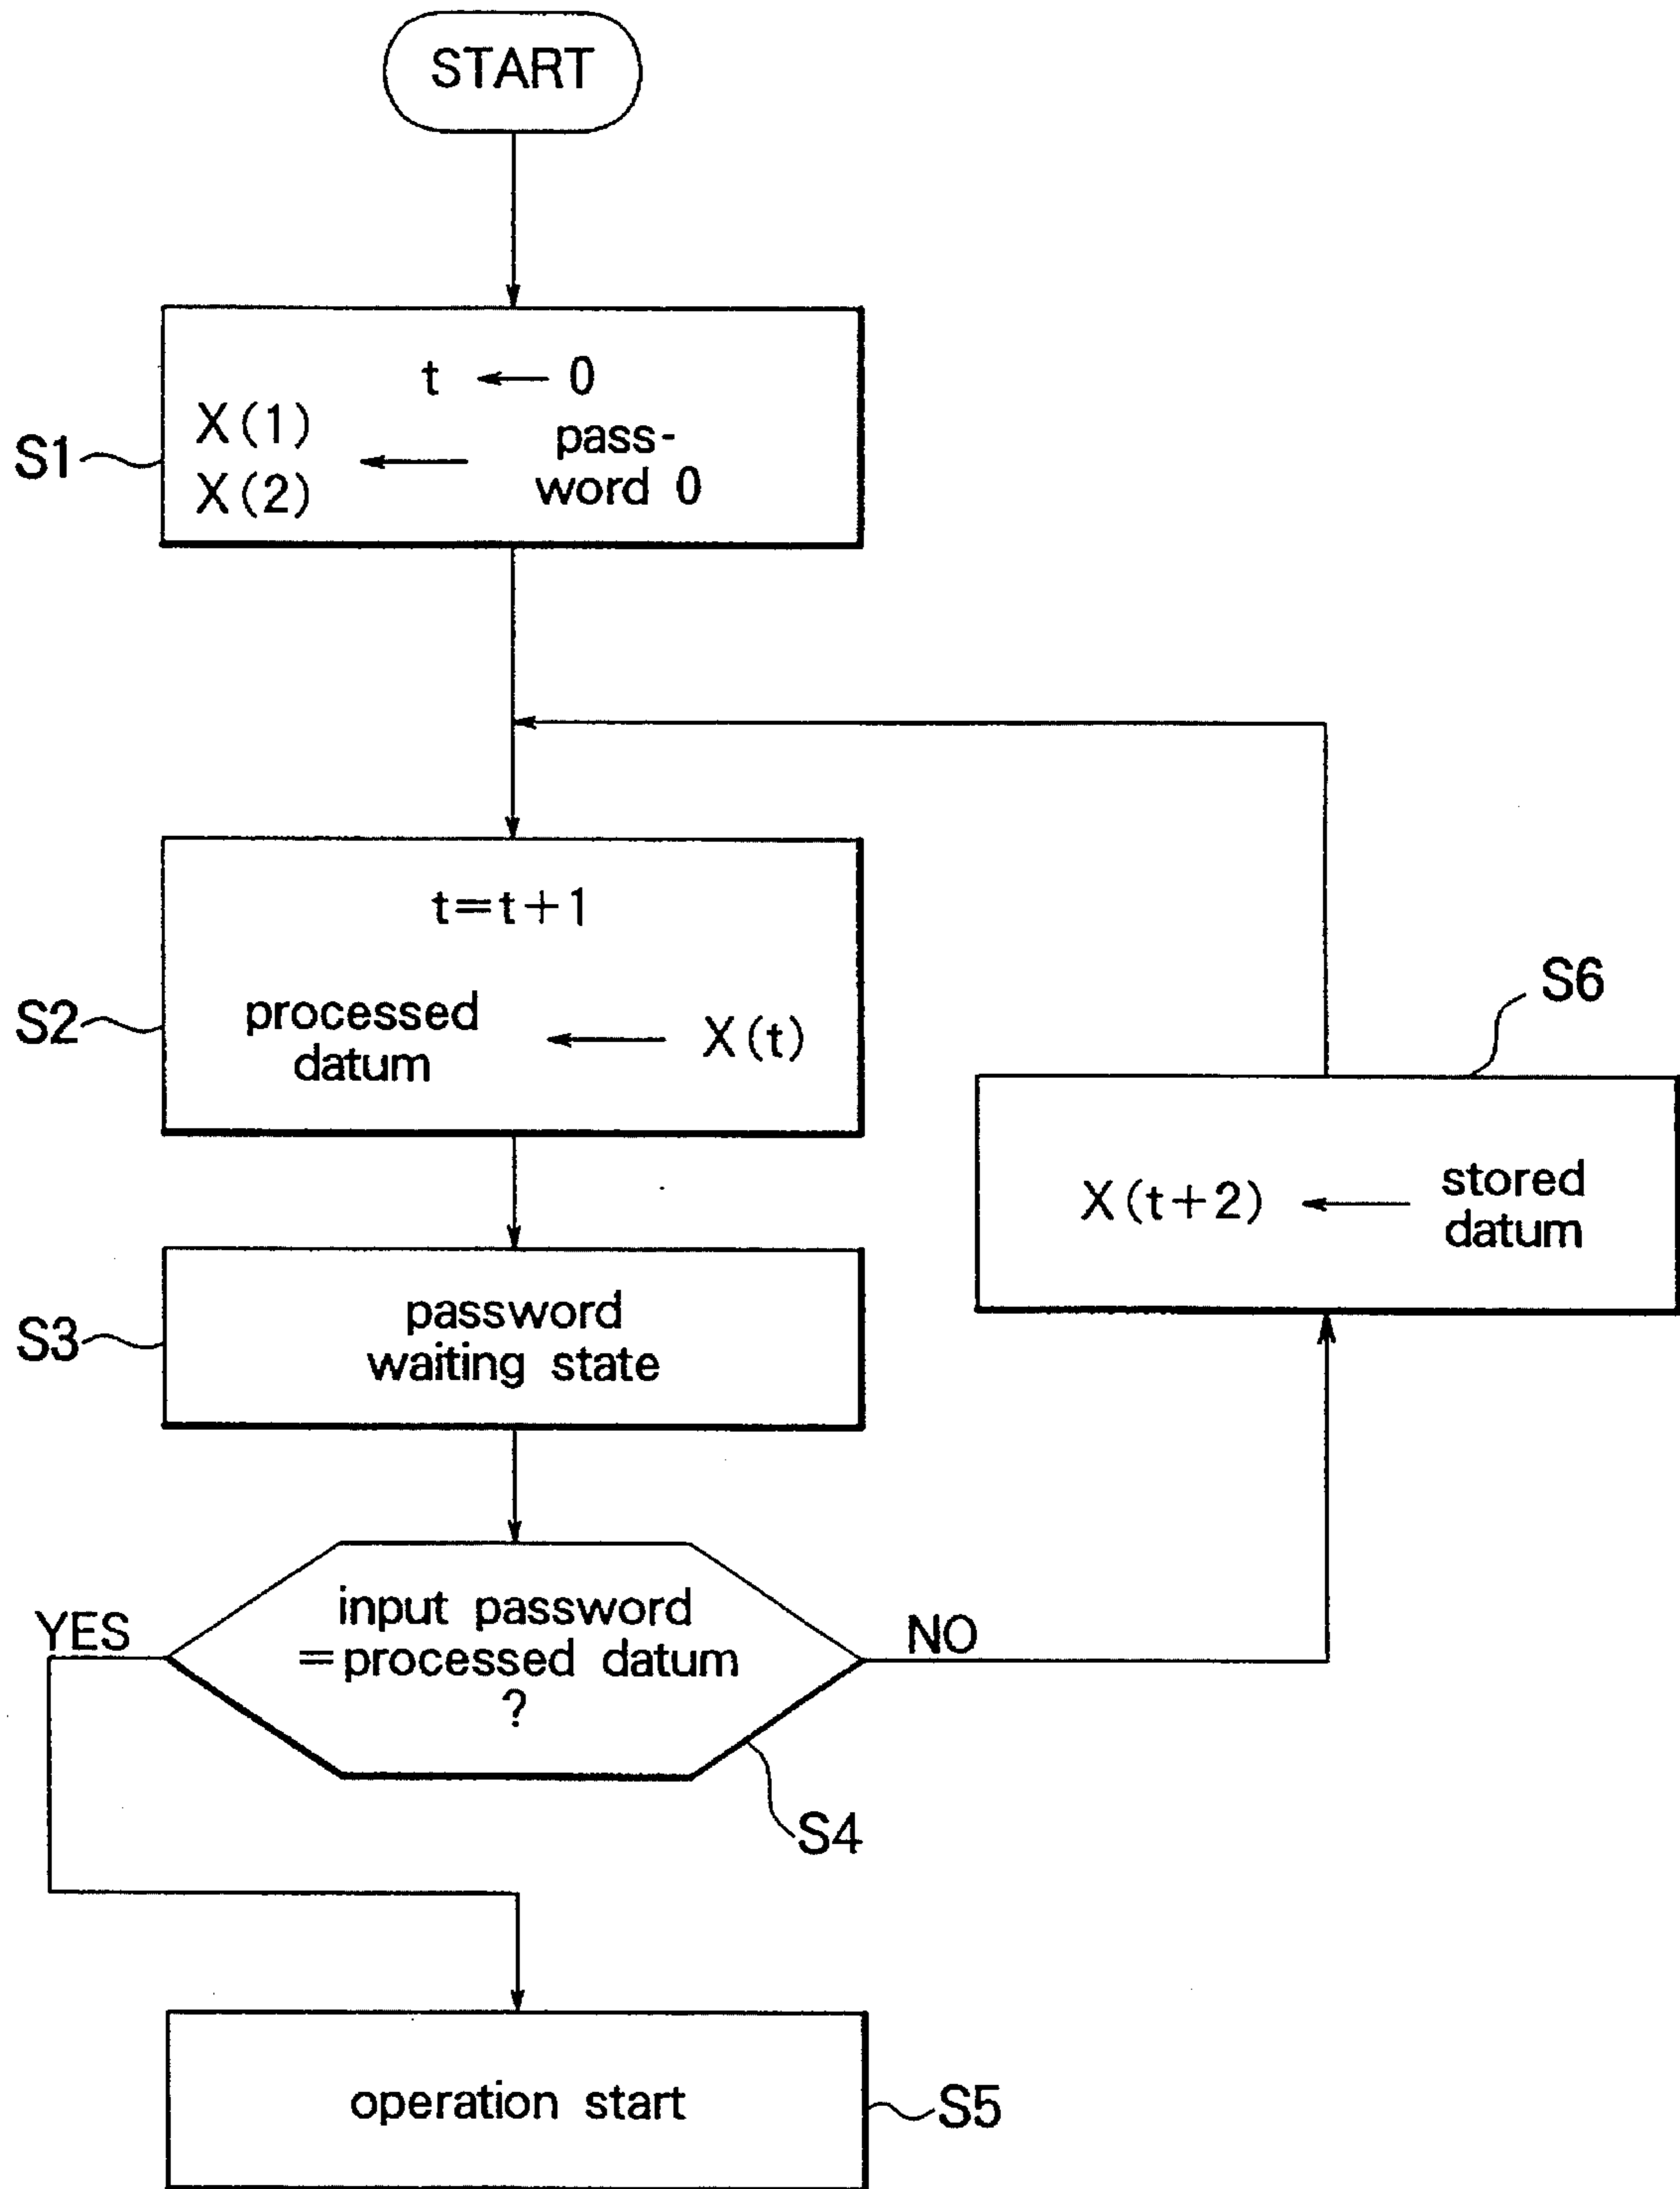 START
t ← 0
X(1)
X(2)
←
pass-
word 0
S1
t=t+1
S2
processed
datum
← X(t)
S6
X(t+2) ←
stored
datum
S3
password
waiting state
YES
input password
=processed datum
?
NO
S4
operation start
S5